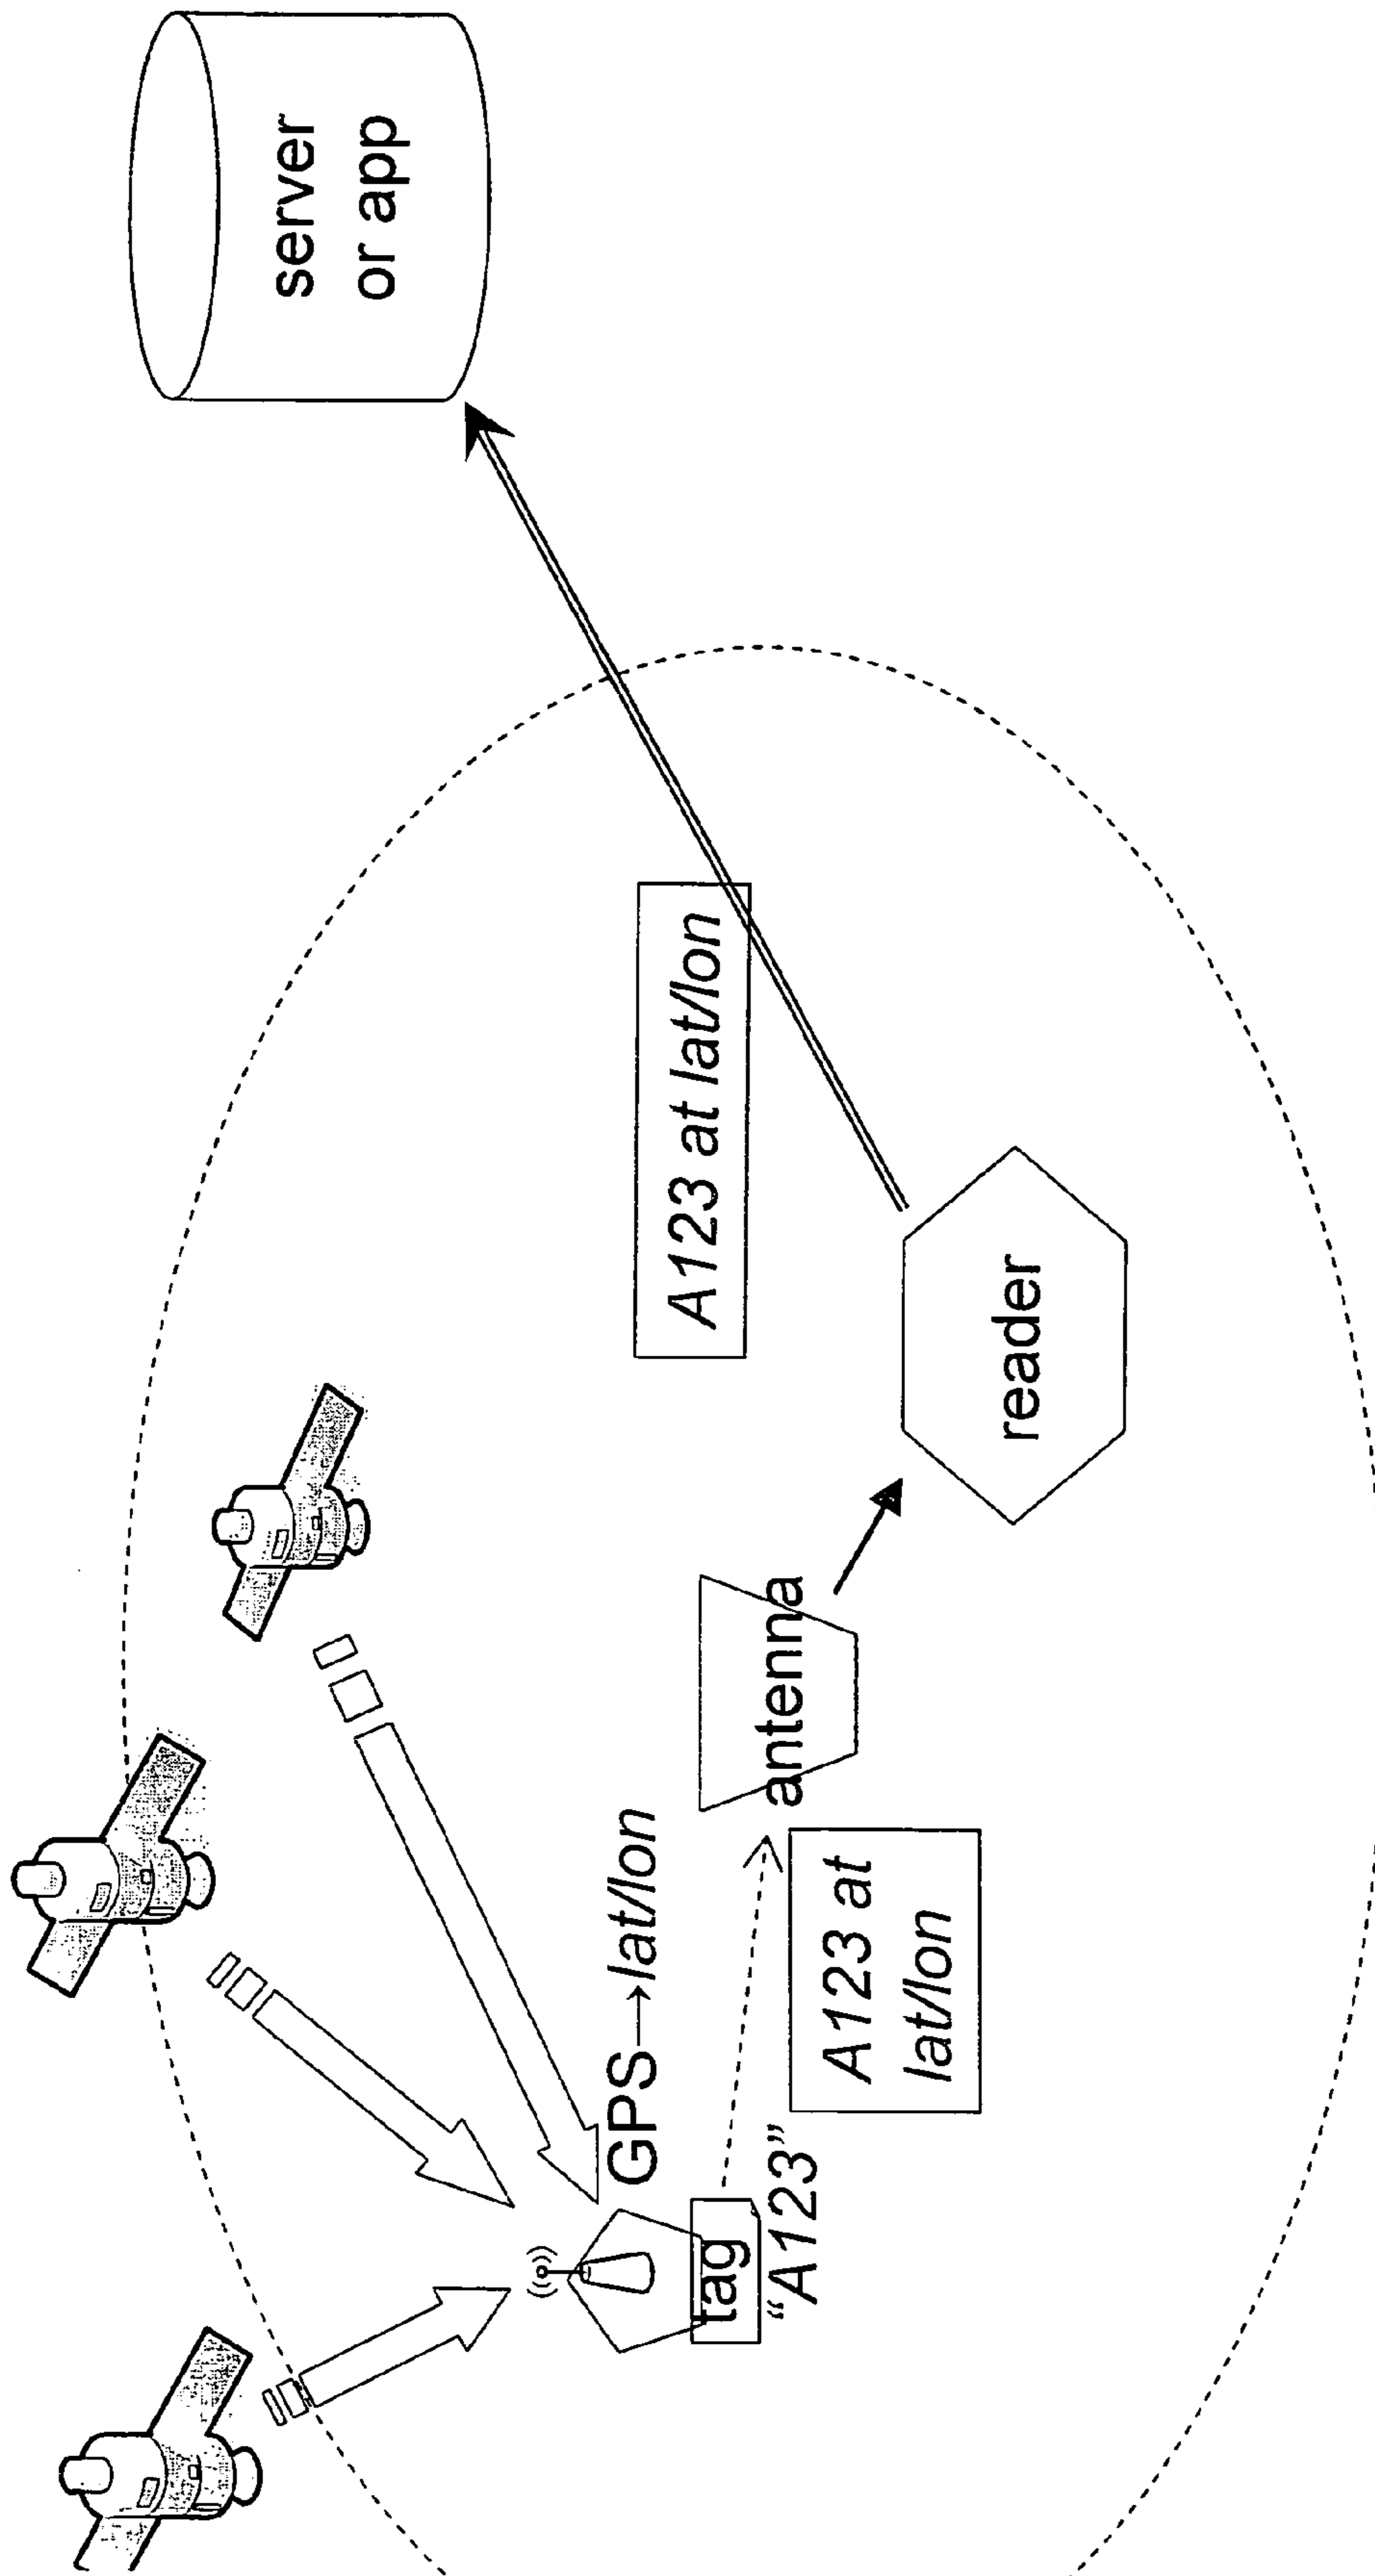 server
or app
A123 at lat/lon
reader
antenna
GPS→lat/lon
A123 at
lat/lon
tag
“A123”